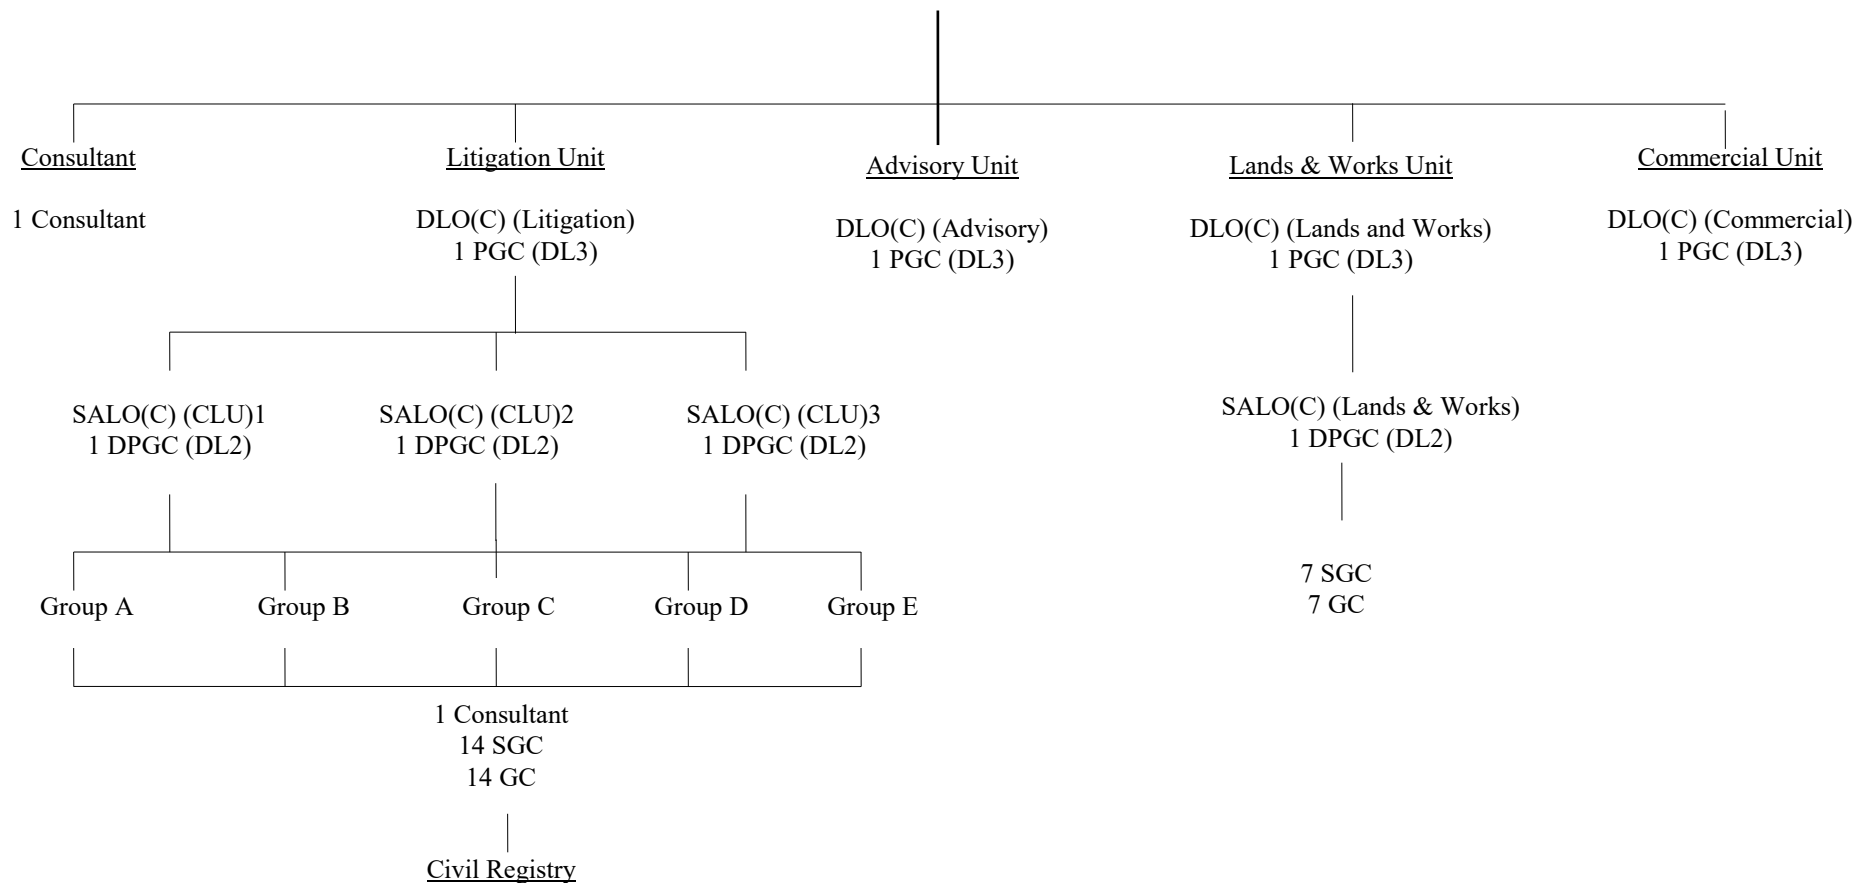 Consultant
1 Consultant
Litigation Unit
DLO(C) (Litigation)
1 PGC (DL3)
Advisory Unit
DLO(C) (Advisory)
1 PGC (DL3)
Lands & Works Unit
DLO(C) (Lands and Works)
1 PGC (DL3)
Commercial Unit
DLO(C) (Commercial)
1 PGC (DL3)
SALO(C) (CLU)1
1 DPGC (DL2)
SALO(C) (CLU)2
1 DPGC (DL2)
SALO(C) (CLU)3
1 DPGC (DL2)
SALO(C) (Lands & Works)
1 DPGC (DL2)
7 SGC
7 GC
Group A
Group B
Group C
Group D
Group E
1 Consultant
14 SGC
14 GC
Civil Registry